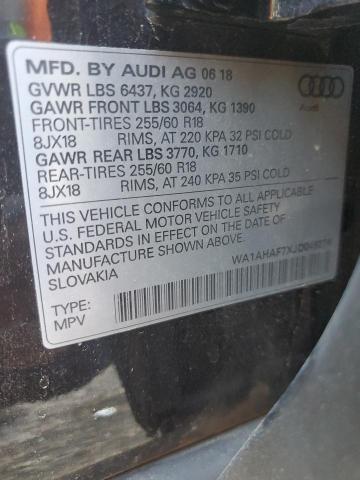 MFD. BY AUDI AG 06 18
GVWR LBS 6437, KG 2920
GAWR FRONT LBS 3064, KG 1390
FRONT-TIRES 255/60 R18
8JX18 RIMS, AT 220 KPA 32 PSI COLD
GAWR REAR LBS 3770, KG 1710
REAR-TIRES 255/60 R18
8JX18 RIMS, AT 240 KPA 35 PSI COLD
Audi
THIS VEHICLE CONFORMS TO ALL APPLICABLE
U.S. FEDERAL MOTOR VEHICLE SAFETY
STANDARDS IN EFFECT ON THE DATE OF
MANUFACTURE SHOWN ABOVE.
SLOVAKIA
TYPE:
MPV